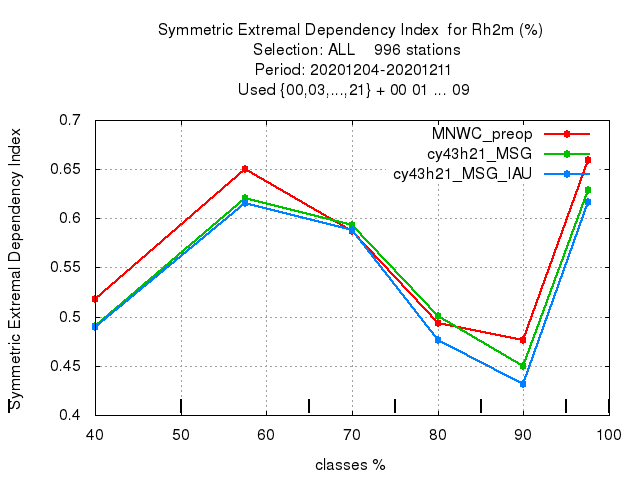 Symmetric Extremal Dependency Index  for Rh2m (%)
Selection: ALL    996 stations
Period: 20201204-20201211
Used {00,03,...,21} + 00 01 ... 09
MNWC_preop
cy43h21_MSG
cy43h21_MSG_IAU
Symmetric Extremal Dependency Index
0.7
0.65
0.6
0.55
0.5
0.45
0.4
40 50 60 70 80 90 100
classes %